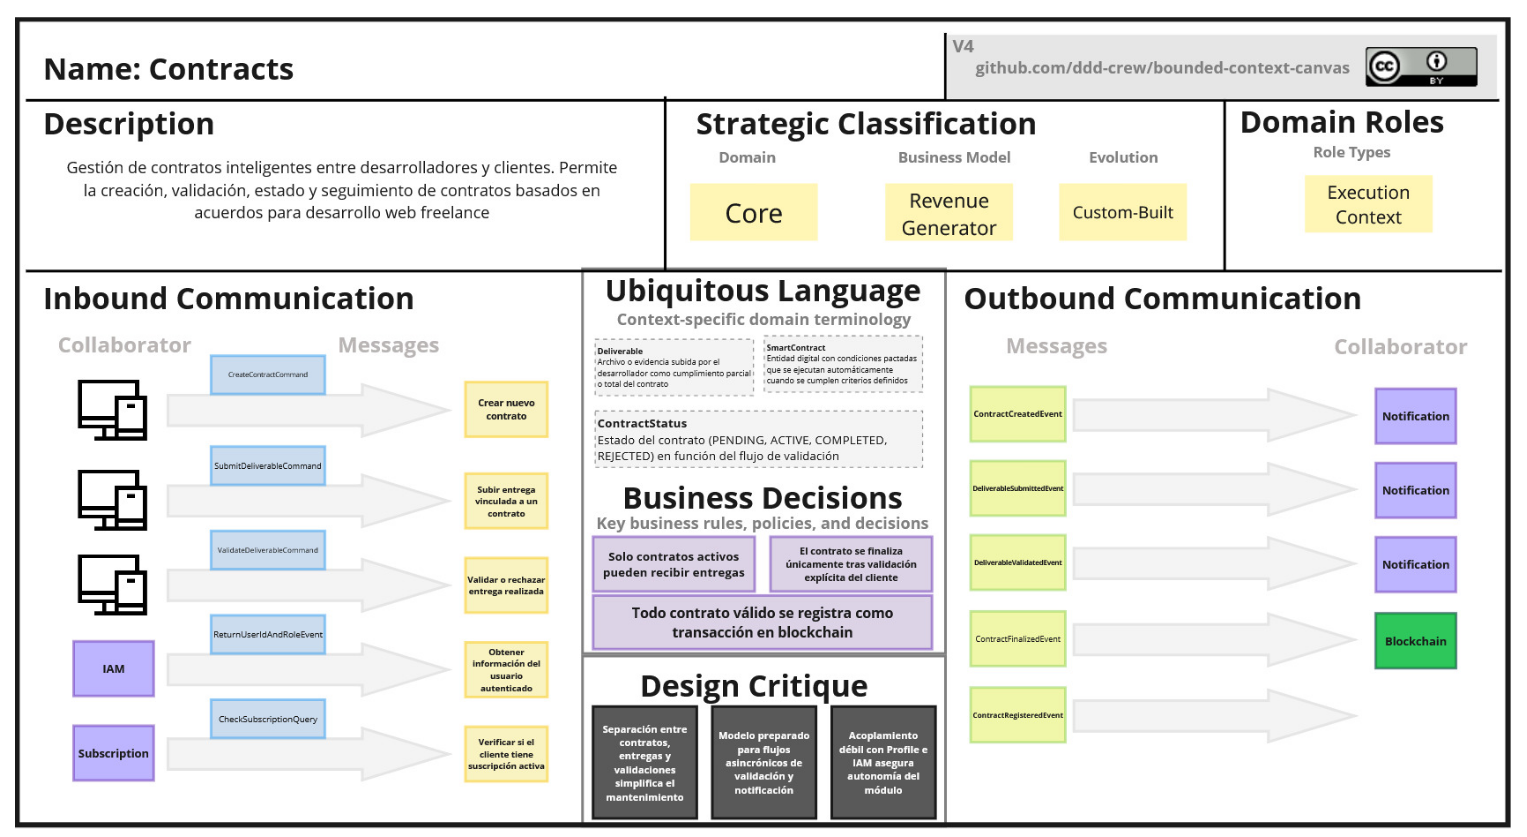 Name: Contracts
V4
github.com/ddd-crew/bounded-context-canvas
cc
BY
Description
Gestión de contratos inteligentes entre desarrolladores y clientes. Permite
la creación, validación, estado y seguimiento de contratos basados en
acuerdos para desarrollo web freelance
Strategic Classification
Domain
Business Model
Evolution
Core
Revenue
Generator
Custom-Built
Domain Roles
Role Types
Execution
Context
Inbound Communication
Collaborator
Messages
CreateContractCommand
Crear nuevo
contrato
SubmitDeliverableCommand
Subir entrega
vinculada a un
contrato
ValidateDeliverableCommand
Validar o rechazar
entrega realizada
IAM
ReturnUserIdAndRoleEvent
Obtener
información del
usuario
autenticado
Subscription
CheckSubscriptionQuery
Verificar si el
cliente tiene
suscripción activa
Ubiquitous Language
Context-specific domain terminology
Deliverable
Archivo o evidencia subida por el
desarrollador como cumplimiento parcial
o total del contrato
SmartContract
Entidad digital con condiciones pactadas
que se ejecutan automáticamente
cuando se cumplen criterios definidos
ContractStatus
Estado del contrato (PENDING, ACTIVE, COMPLETED,
REJECTED) en función del flujo de validación
Business Decisions
Key business rules, policies, and decisions
Solo contratos activos
pueden recibir entregas
El contrato se finaliza
únicamente tras validación
explícita del cliente
Todo contrato válido se registra como
transacción en blockchain
Design Critique
Separación entre
contratos,
entregas y
validaciones
simplifica el
mantenimiento
Modelo preparado
para flujos
asincrónicos de
validación y
notificación
Acoplamiento
débil con Profile e
IAM asegura
autonomía del
módulo
Outbound Communication
Messages
Collaborator
ContractCreatedEvent
Notification
DeliverableSubmittedEvent
Notification
DeliverableValidatedEvent
Notification
ContractFinalizedEvent
Blockchain
ContractRegisteredEvent